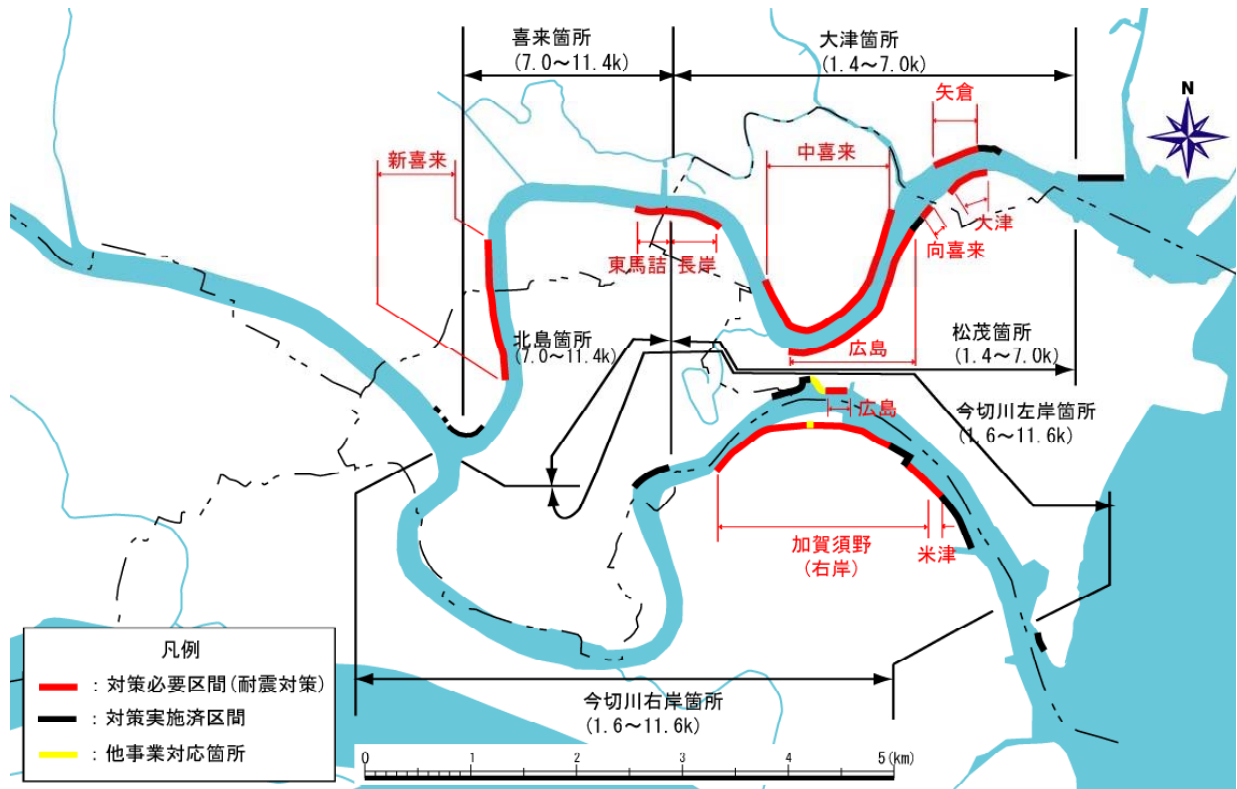 喜来箇所
(7.0～11.4k)
大津箇所
(1.4～7.0k)
N
矢倉
新喜来
中喜来
大津
向喜来
東馬詰
長岸
北島箇所
(7.0～11.4k)
松茂箇所
(1.4～7.0k)
広島
広島
今切川左岸箇所
(1.6～11.6k)
加賀須野
(右岸)
米津
凡例
：対策必要区間(耐震対策)
：対策実施済区間
：他事業対応箇所
今切川右岸箇所
(1.6～11.6k)
0 1 2 3 4 5(km)